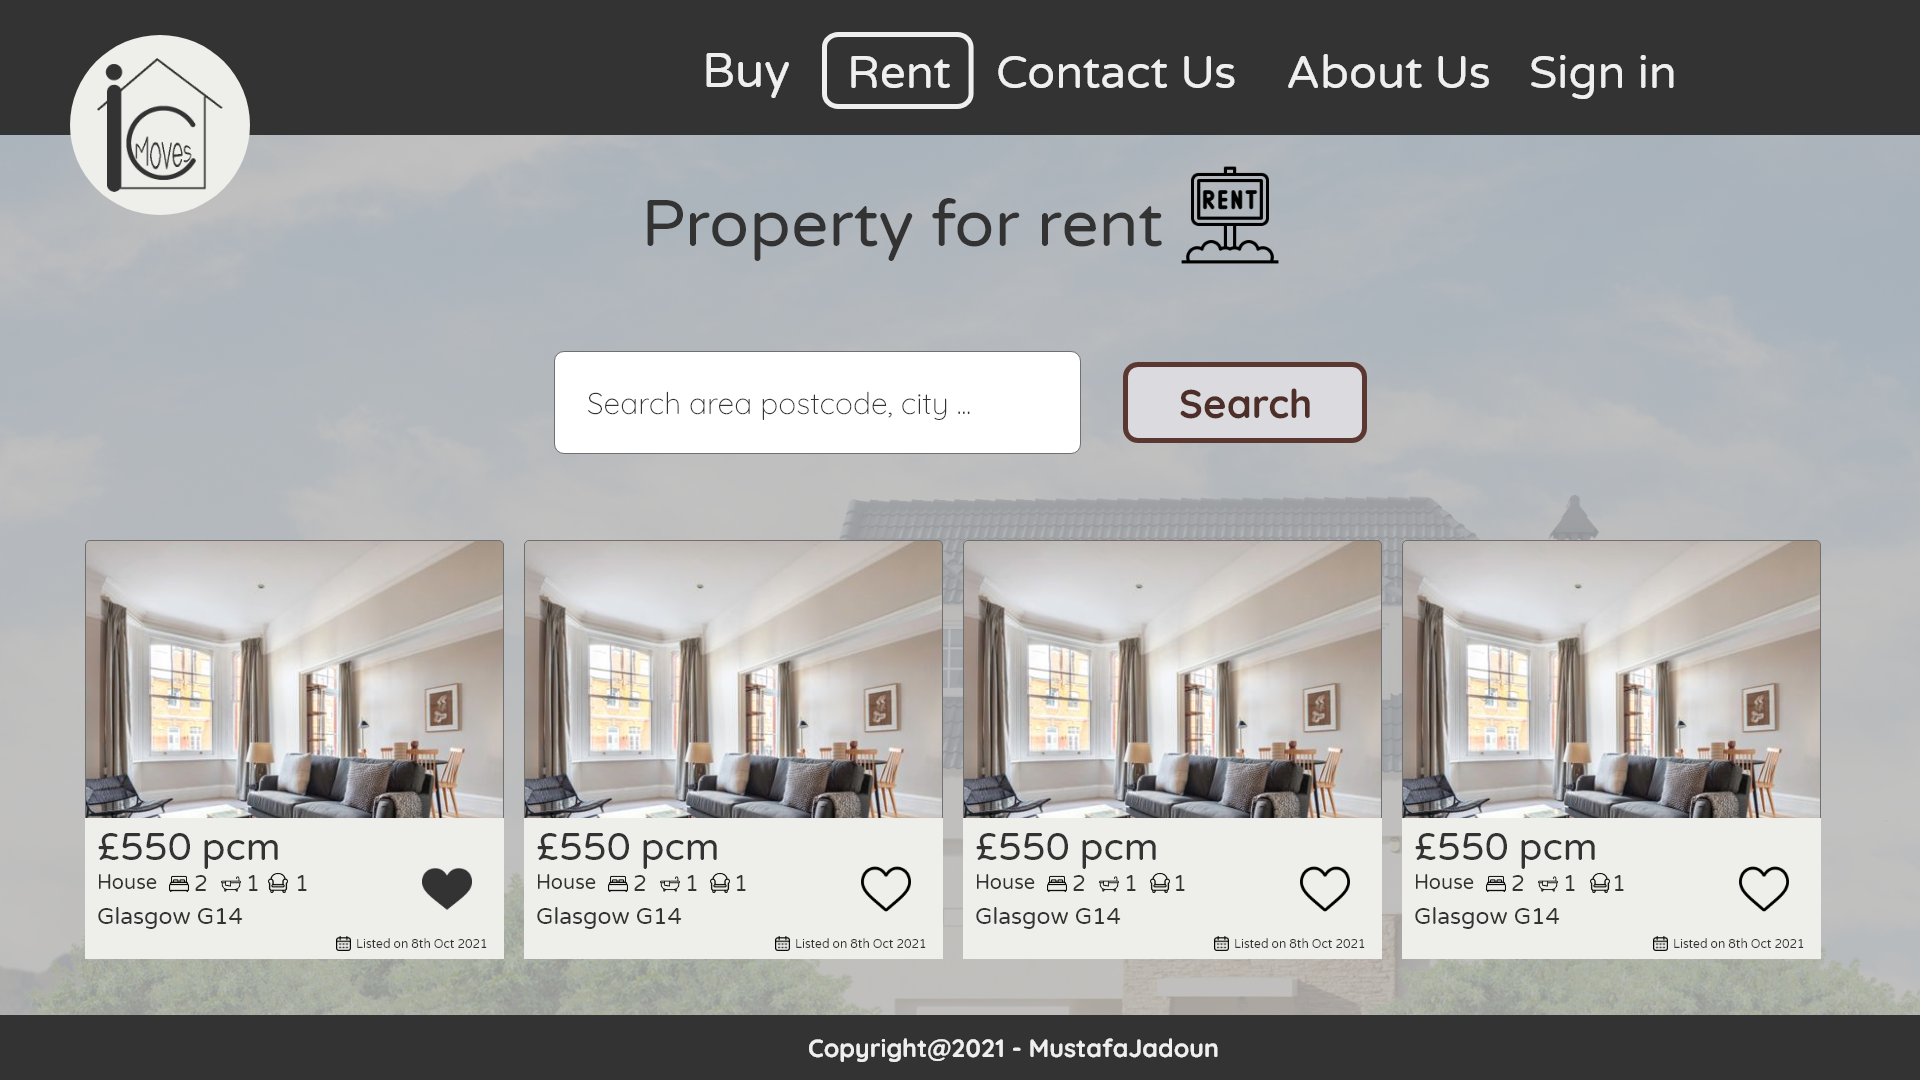 Buy Rent Contact Us About Us Sign in
iC Moves
Property for rent RENT
Search area postcode, city ... Search
£550 pcm
House 2 1 1
Glasgow G14
Listed on 8th Oct 2021
£550 pcm
House 2 1 1
Glasgow G14
Listed on 8th Oct 2021
£550 pcm
House 2 1 1
Glasgow G14
Listed on 8th Oct 2021
£550 pcm
House 2 1 1
Glasgow G14
Listed on 8th Oct 2021
Copyright@2021 - MustafaJadoun